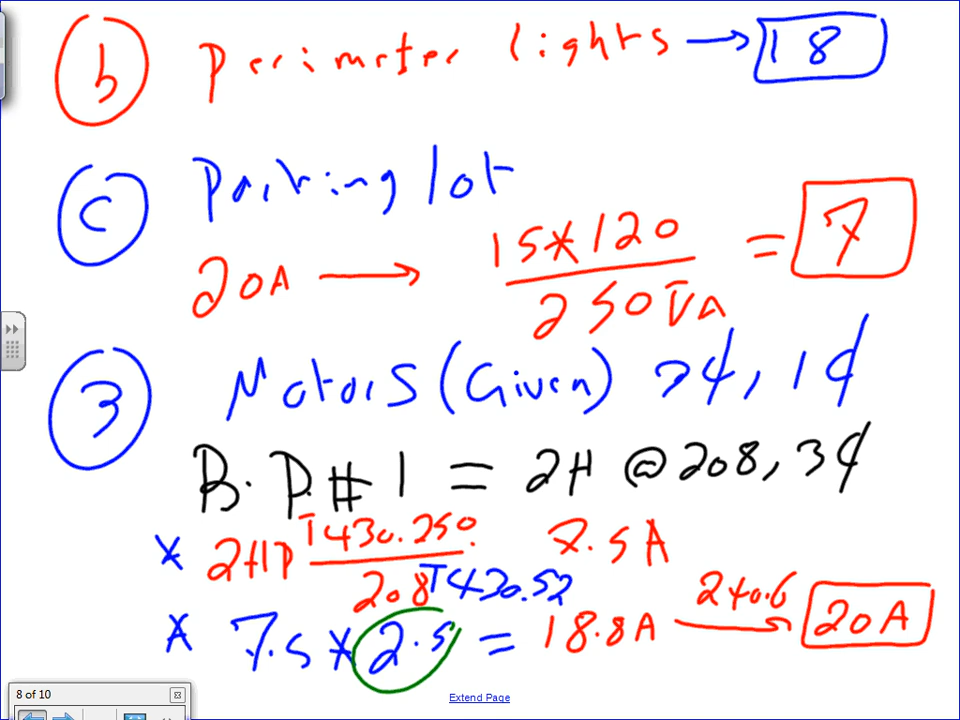 b Perimeter lights → 18
C Parking lot
20A → 15*120 / 250VA = 7
3 Motors (Given) 3ϕ, 1ϕ
B.P.#1 = 2H @ 208, 3ϕ
* 2HP T430.250. / 208 7.5A
T430.52
* 7.5 * 2.5 = 18.8A 240.6 → 20A
8 of 10
Extend Page